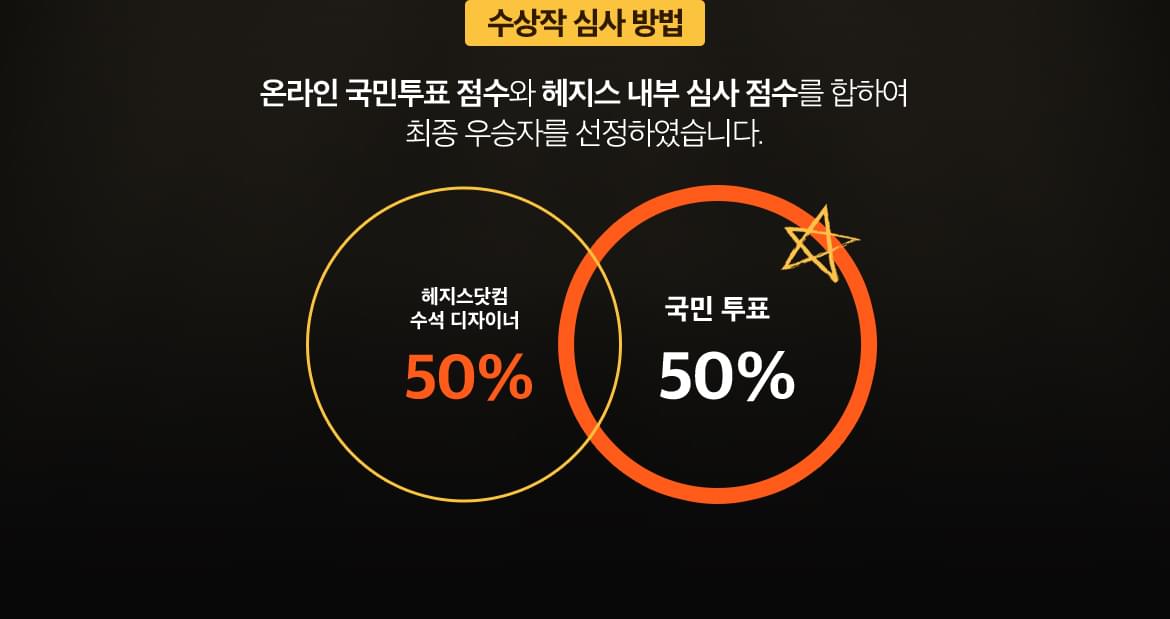 수상작 심사 방법
온라인 국민투표 점수와 헤지스 내부 심사 점수를 합하여
최종 우승자를 선정하였습니다.
헤지스닷컴
수석 디자이너
50%
국민 투표
50%